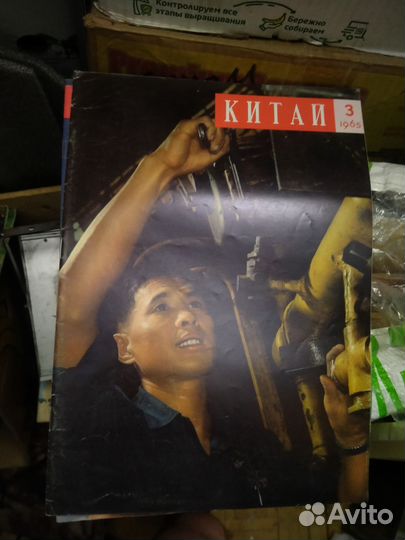 Контролируем все
этапы выращивания
Бережно
собираем
КИТАЙ
3
1965
Avito